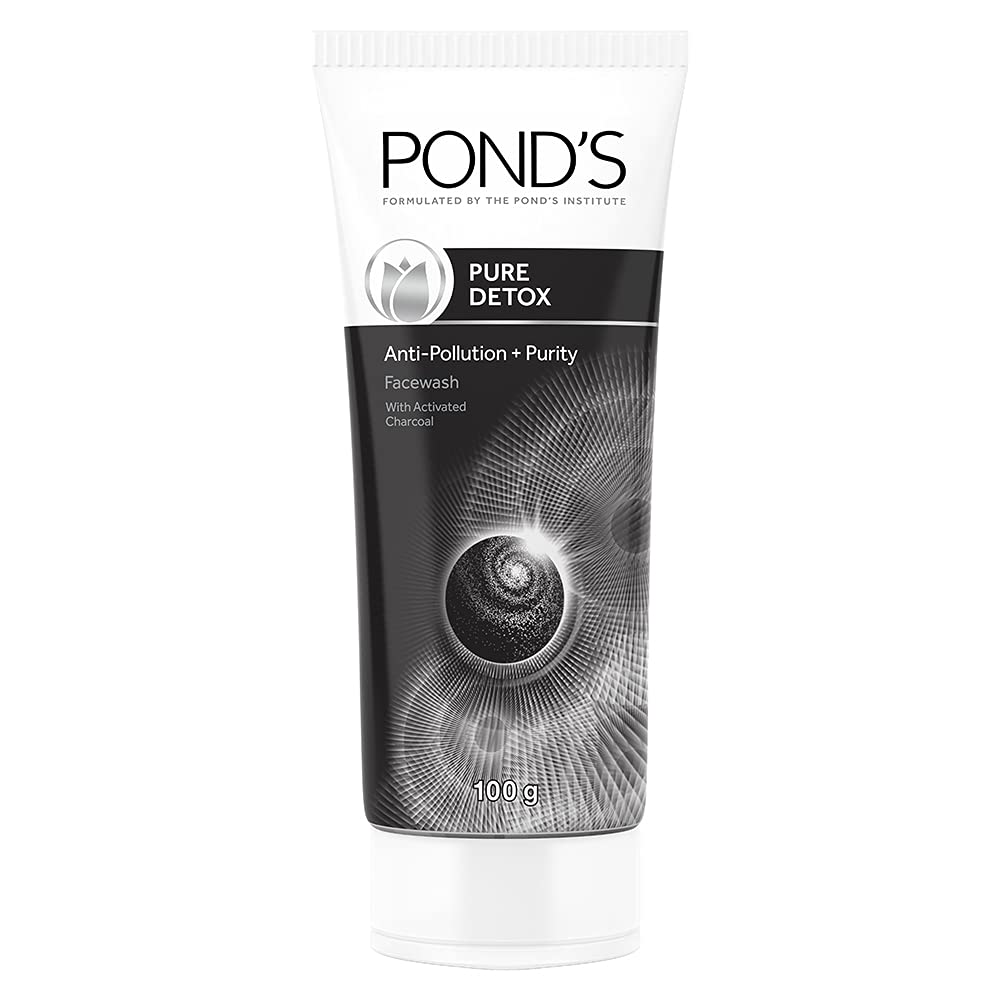 POND'S
FORMULATED BY THE POND'S INSTITUTE
PURE
DETOX
Anti-Pollution + Purity
Facewash
With Activated
Charcoal
100 g